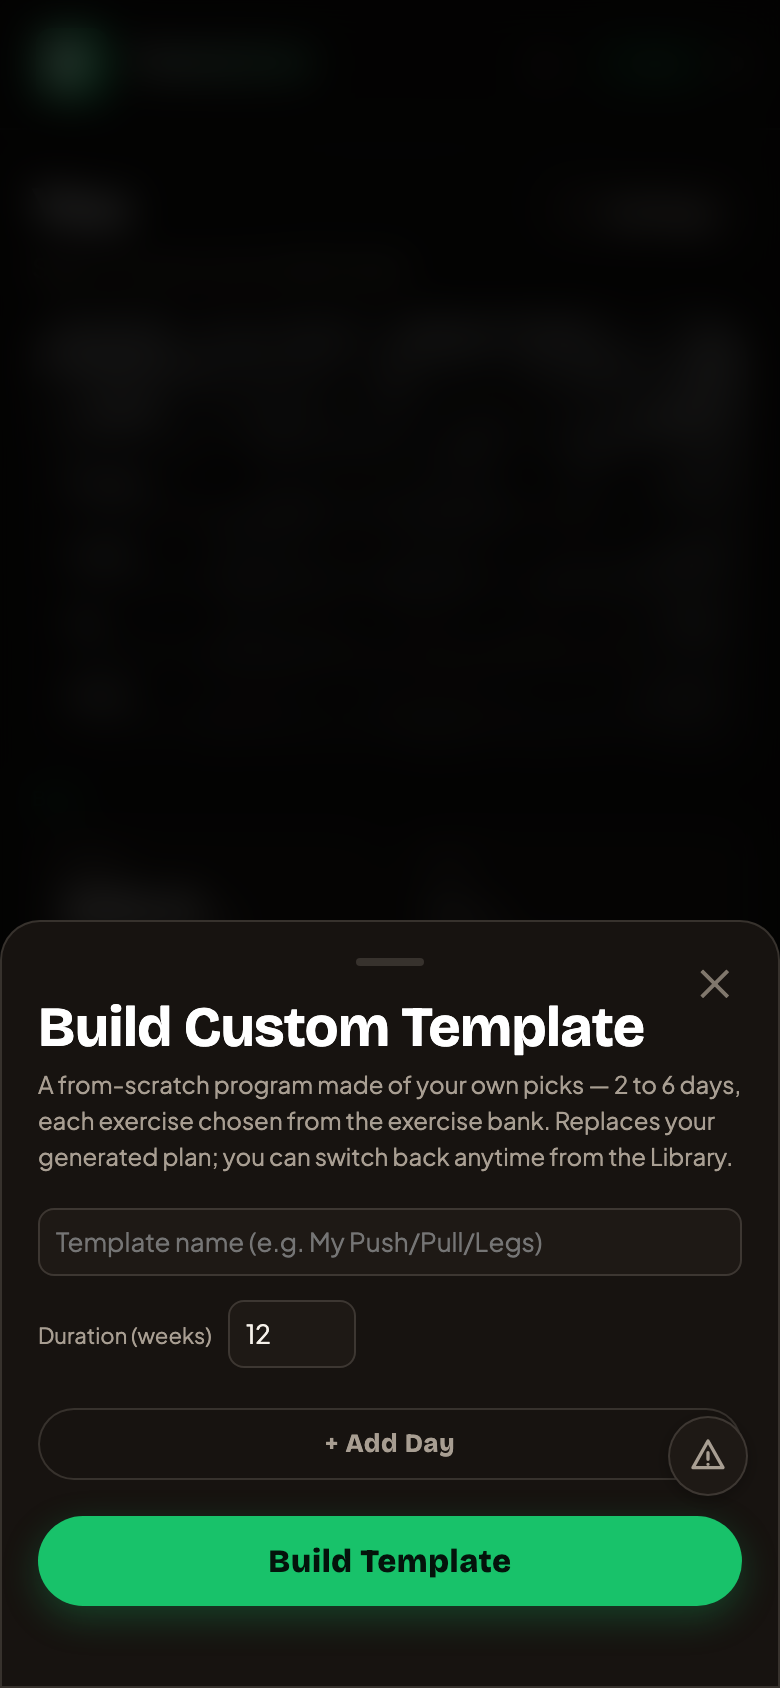 Build Custom Template
A from-scratch program made of your own picks — 2 to 6 days,
each exercise chosen from the exercise bank. Replaces your
generated plan; you can switch back anytime from the Library.
Template name (e.g. My Push/Pull/Legs)
Duration (weeks) 12
+ Add Day
Build Template